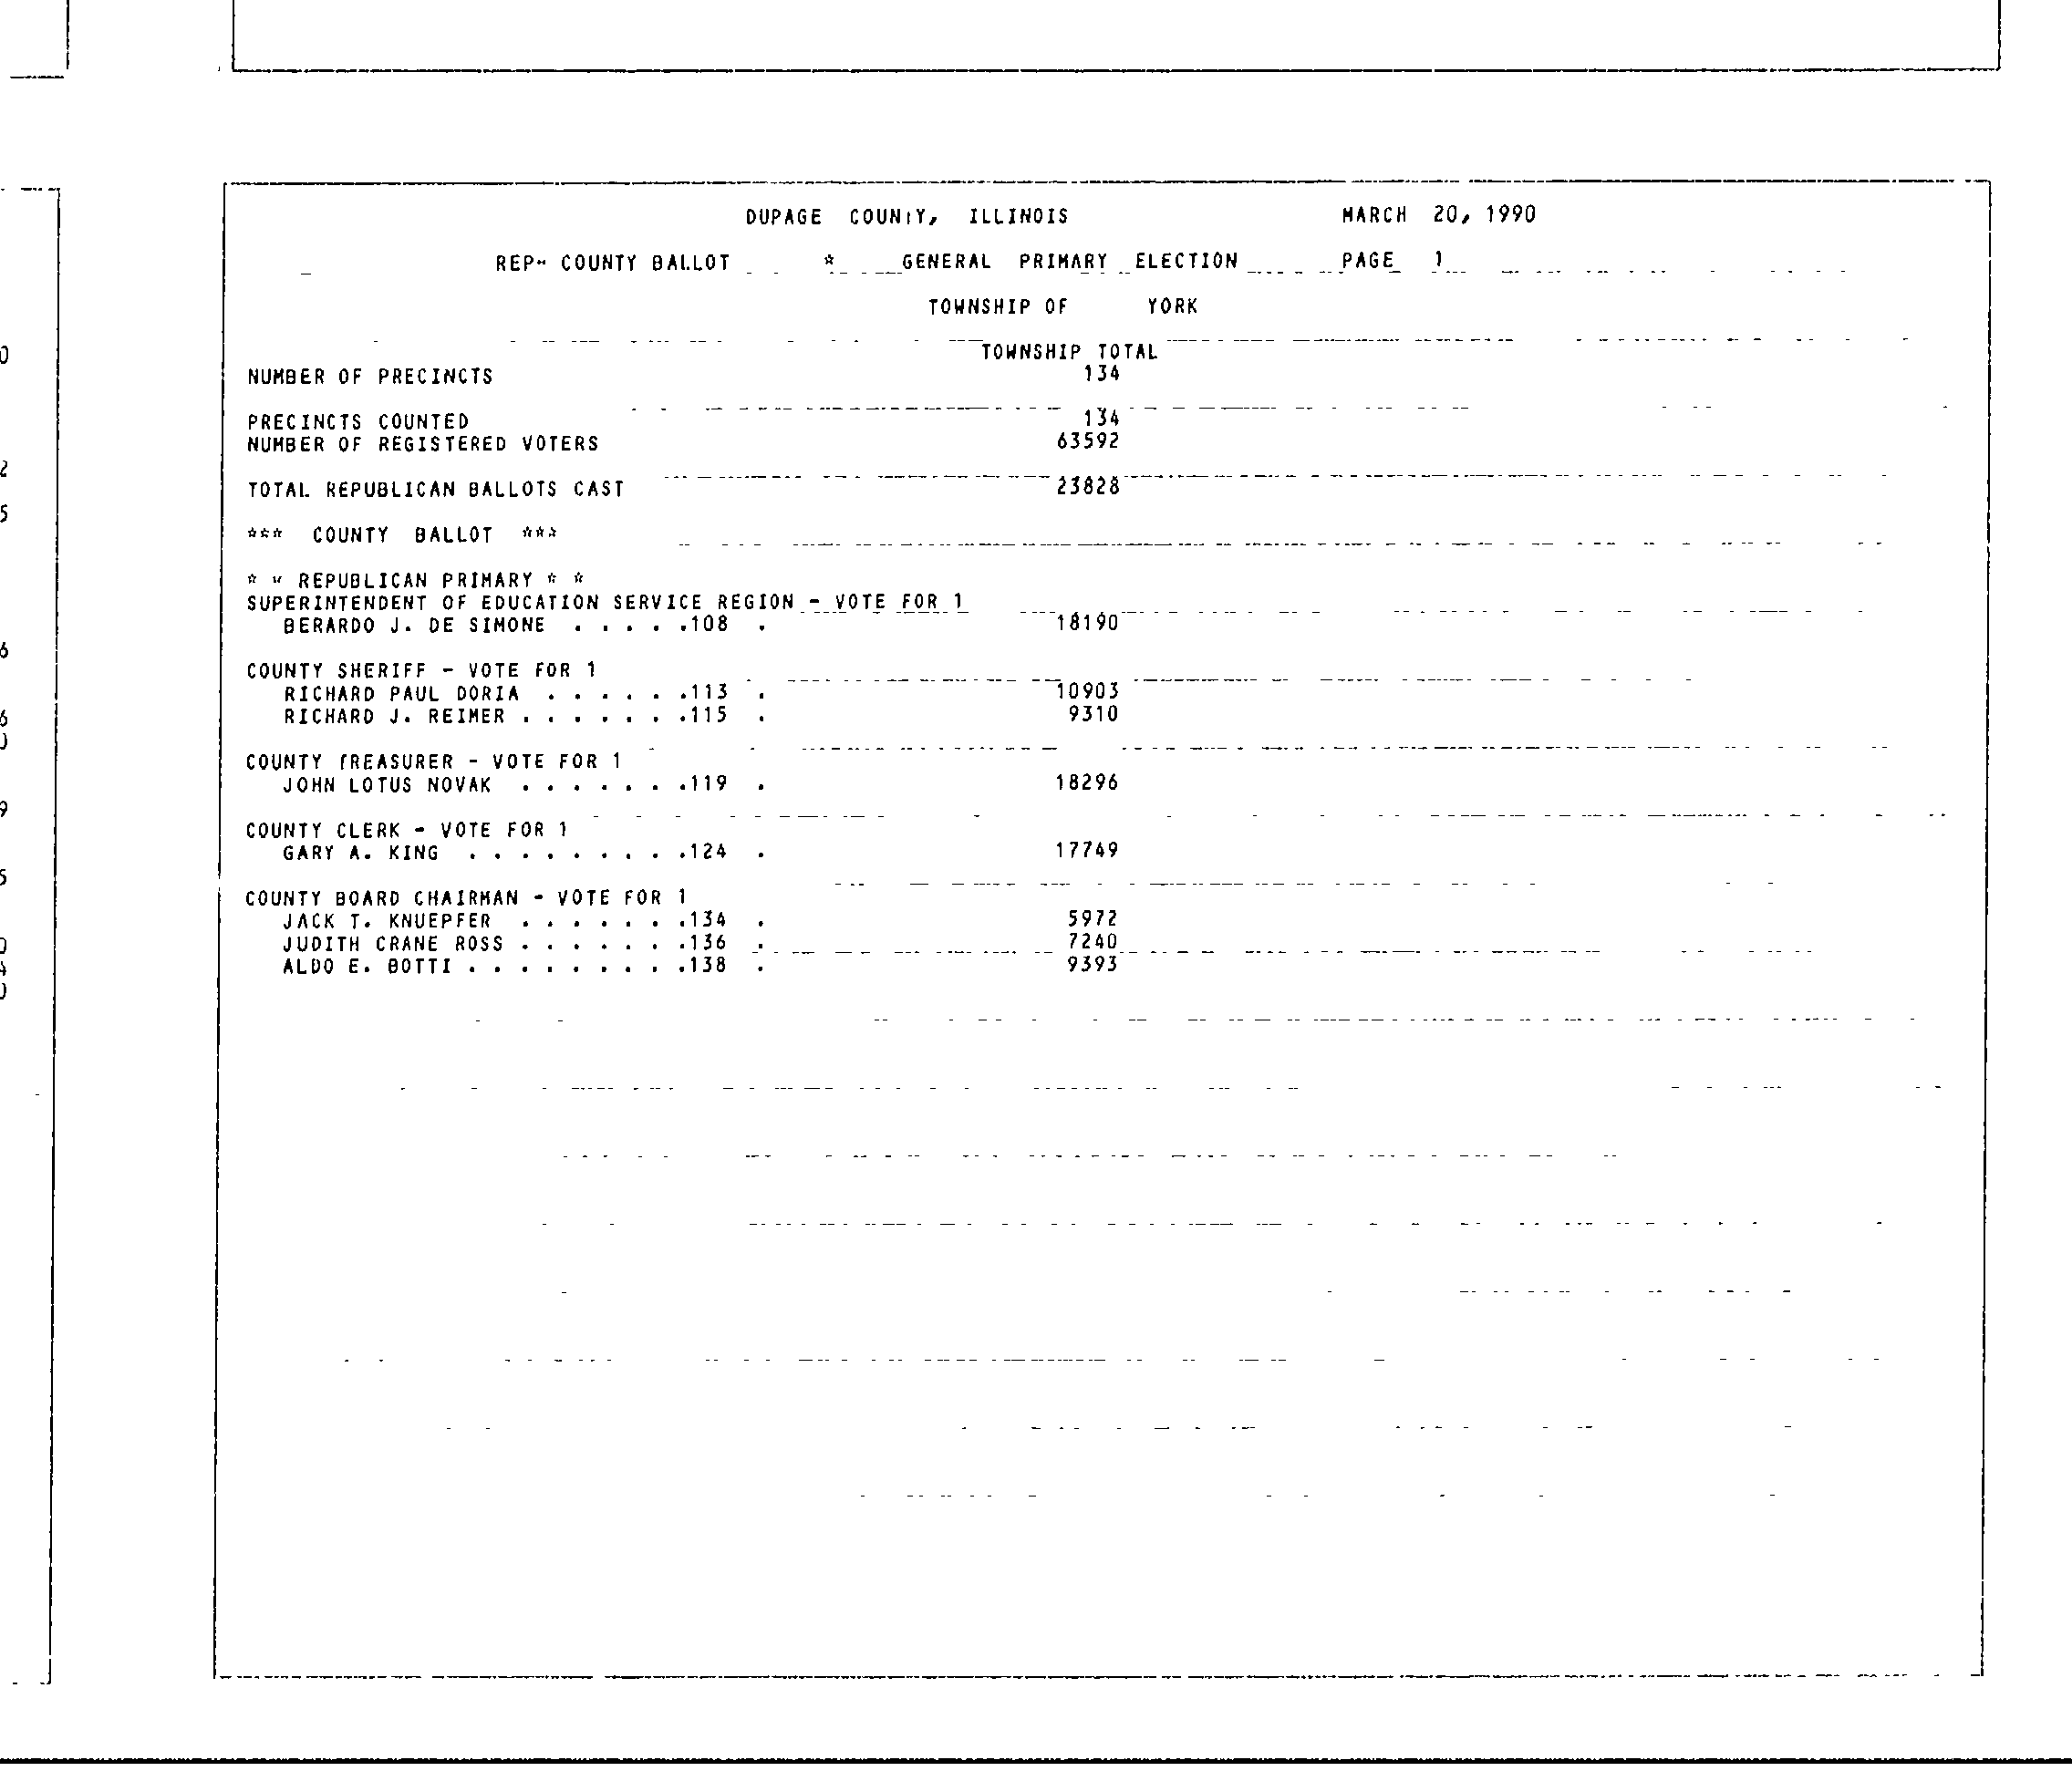 DUPAGE COUNTY, ILLINOIS MARCH 20, 1990
REP- COUNTY BALLOT * GENERAL PRIMARY ELECTION PAGE 1
TOWNSHIP OF YORK
TOWNSHIP TOTAL
NUMBER OF PRECINCTS 134
PRECINCTS COUNTED 134
NUMBER OF REGISTERED VOTERS 63592
TOTAL REPUBLICAN BALLOTS CAST 23828
*** COUNTY BALLOT ***
* * REPUBLICAN PRIMARY * *
SUPERINTENDENT OF EDUCATION SERVICE REGION - VOTE FOR 1
BERARDO J. DE SIMONE . . . . .108 . 18190
COUNTY SHERIFF - VOTE FOR 1
RICHARD PAUL DORIA . . . . . .113 . 10903
RICHARD J. REIMER . . . . . . .115 . 9310
COUNTY TREASURER - VOTE FOR 1
JOHN LOTUS NOVAK . . . . . . .119 . 18296
COUNTY CLERK - VOTE FOR 1
GARY A. KING . . . . . . . . .124 . 17749
COUNTY BOARD CHAIRMAN - VOTE FOR 1
JACK T. KNUEPFER . . . . . . .134 . 5972
JUDITH CRANE ROSS . . . . . . .136 . 7240
ALDO E. BOTTI . . . . . . . . .138 . 9393